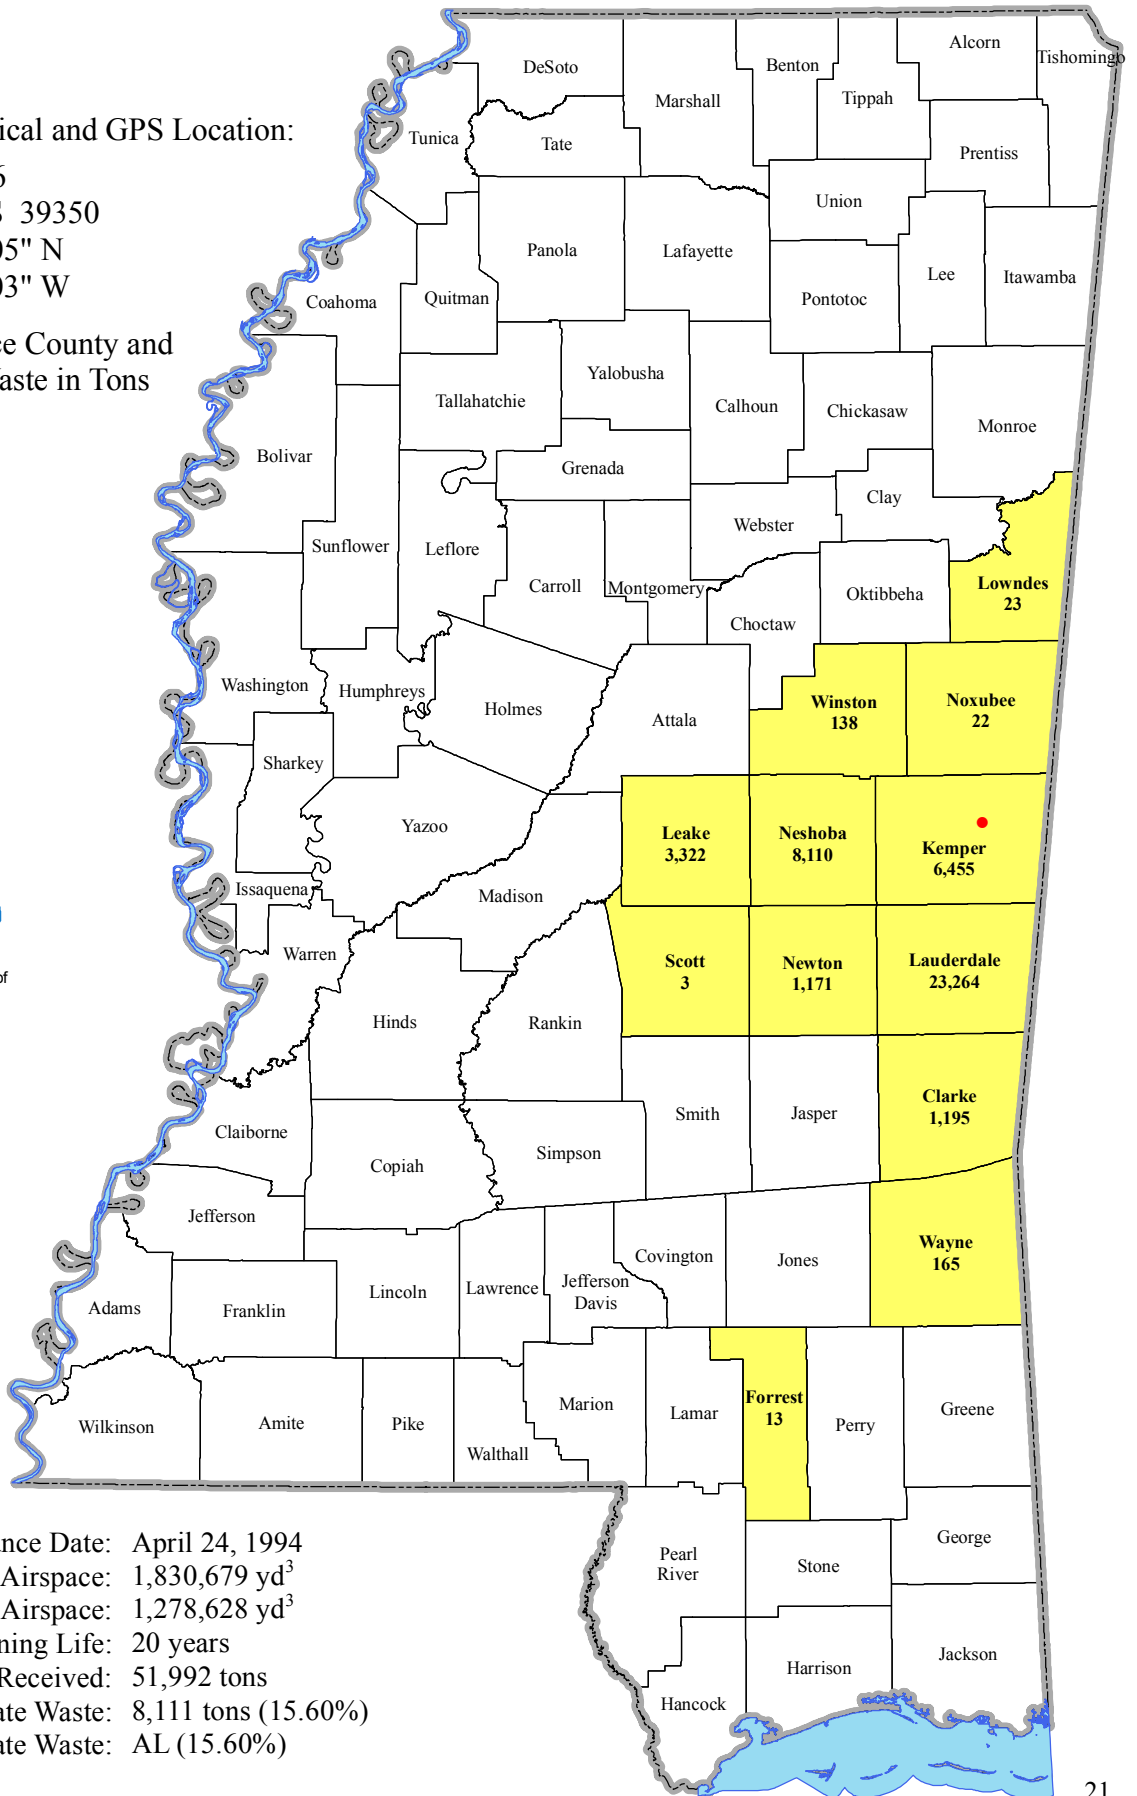 ical and GPS Location:
6
S 39350
05" N
03" W
ce County and
Waste in Tons
of
DeSoto
Marshall
Benton
Tippah
Alcorn
Tishomingo
Tunica
Tate
Prentiss
Union
Panola
Lafayette
Lee
Itawamba
Coahoma
Quitman
Pontotoc
Yalobusha
Tallahatchie
Calhoun
Chickasaw
Monroe
Bolivar
Grenada
Clay
Webster
Sunflower
Leflore
Carroll
Montgomery
Oktibbeha
Lowndes
23
Choctaw
Washington
Humphreys
Holmes
Attala
Winston
138
Noxubee
22
Sharkey
Yazoo
Leake
3,322
Neshoba
8,110
Kemper
6,455
Issaquena
Madison
Warren
Scott
3
Newton
1,171
Lauderdale
23,264
Hinds
Rankin
Smith
Jasper
Clarke
1,195
Claiborne
Copiah
Simpson
Jefferson
Covington
Jones
Wayne
165
Adams
Franklin
Lincoln
Lawrence
Jefferson
Davis
Wilkinson
Amite
Pike
Walthall
Marion
Lamar
Forrest
13
Perry
Greene
Pearl
River
Stone
George
Hancock
Harrison
Jackson
ance Date: April 24, 1994
Airspace: 1,830,679 yd³
Airspace: 1,278,628 yd³
ning Life: 20 years
Received: 51,992 tons
ate Waste: 8,111 tons (15.60%)
ate Waste: AL (15.60%)
21